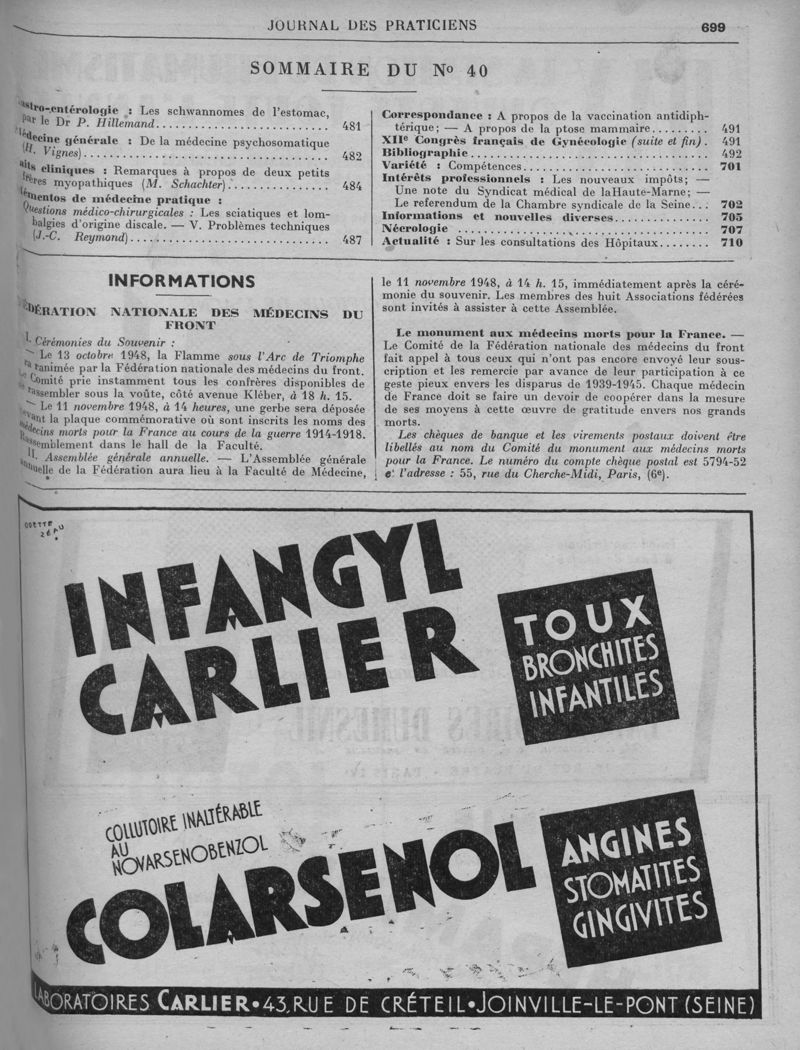 JOURNAL DES PRATICIENS
699
SOMMAIRE DU No 40
astro-entérologie : Les schwannomes de l'estomac,
par le Dr P. Hillemand 481
decine générale : De la médecine psychosomatique
(H. Vignes) 482
aits cliniques : Remarques à propos de deux petits
frères myopathiques (M. Schachter) 484
émentos de médecine pratique :
Questions médico-chirurgicales : Les sciatiques et lom-
balgies d'origine discale. — V. Problèmes techniques
(J.-C. Reymond) 487
Correspondance : A propos de la vaccination antidiph-
térique; — A propos de la ptose mammaire 491
XIIe Congrès français de Gynécologie (suite et fin). 491
Bibliographie 492
Variété : Compétences 701
Intérêts professionnels : Les nouveaux impôts; —
Une note du Syndicat médical de laHaute-Marne; —
Le referendum de la Chambre syndicale de la Seine 702
Informations et nouvelles diverses 705
Nécrologie 707
Actualité : Sur les consultations des Hôpitaux 710
INFORMATIONS
ÉDÉRATION NATIONALE DES MÉDECINS DU
FRONT
I. Cérémonies du Souvenir :
— Le 13 octobre 1948, la Flamme sous l'Arc de Triomphe
ranimée par la Fédération nationale des médecins du front.
Comité prie instamment tous les confrères disponibles de
rassembler sous la voûte, côté avenue Kléber, à 18 h. 15.
— Le 11 novembre 1948, à 14 heures, une gerbe sera déposée
devant la plaque commémorative où sont inscrits les noms des
médecins morts pour la France au cours de la guerre 1914-1918.
Rassemblement dans le hall de la Faculté.
II. Assemblée générale annuelle. — L'Assemblée générale
annuelle de la Fédération aura lieu à la Faculté de Médecine,
le 11 novembre 1948, à 14 h. 15, immédiatement après la céré-
monie du souvenir. Les membres des huit Associations fédérées
sont invités à assister à cette Assemblée.
Le monument aux médecins morts pour la France. —
Le Comité de la Fédération nationale des médecins du front
fait appel à tous ceux qui n'ont pas encore envoyé leur sous-
cription et les remercie par avance de leur participation à ce
geste pieux envers les disparus de 1939-1945. Chaque médecin
de France doit se faire un devoir de coopérer dans la mesure
de ses moyens à cette œuvre de gratitude envers nos grands
morts.
Les chèques de banque et les virements postaux doivent être
libellés au nom du Comité du monument aux médecins morts
pour la France. Le numéro du compte chèque postal est 5794-52
et l'adresse : 55, rue du Cherche-Midi, Paris, (6e).
ODETTE
INFANGYL
CARLIER
TOUX
BRONCHITES
INFANTILES
COLLUTOIRE INALTÉRABLE
AU
NOVARSENOBENZOL
COLARSENOL
ANGINES
STOMATITES
GINGIVITES
LABORATOIRES CARLIER•43, RUE DE CRÉTEIL•JOINVILLE-LE-PONT (SEINE)